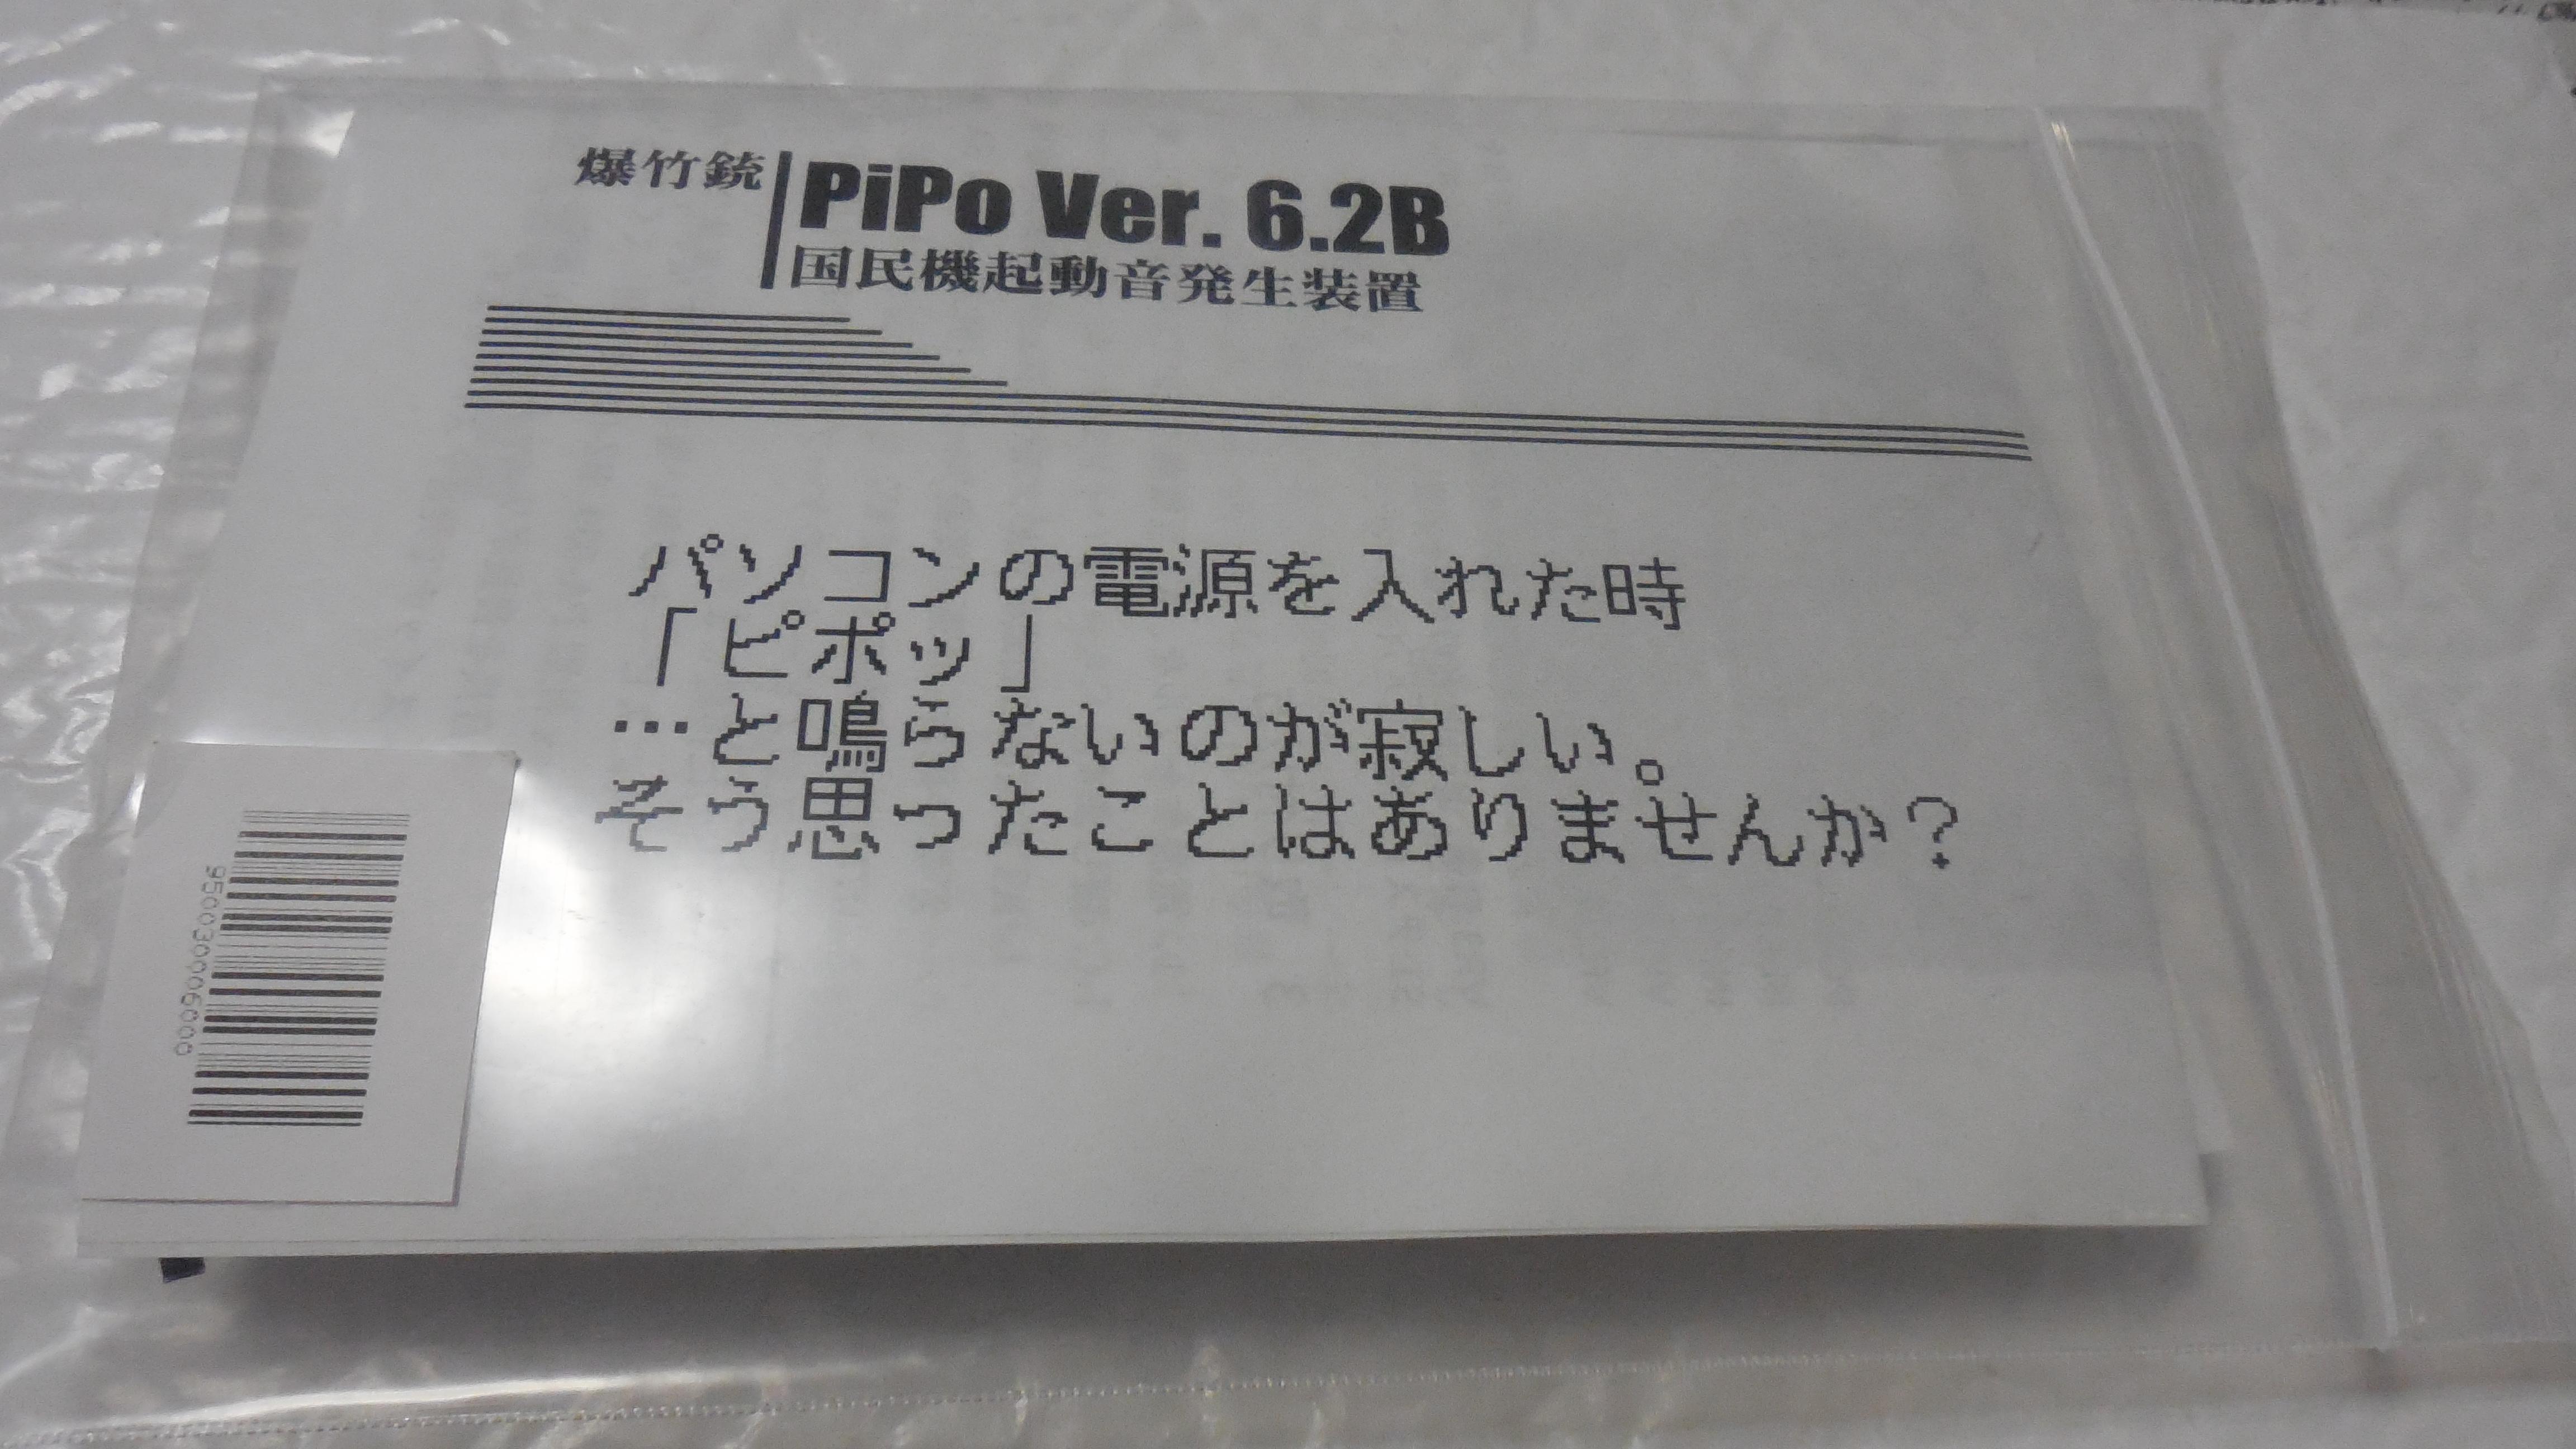 爆竹銃
PiPo Ver. 6.2B
国民機起動音発生装置
パソコンの電源を入れた時
「ピポッ」
…と鳴らないのが寂しい。
そう思ったことはありませんか？
9500300060000